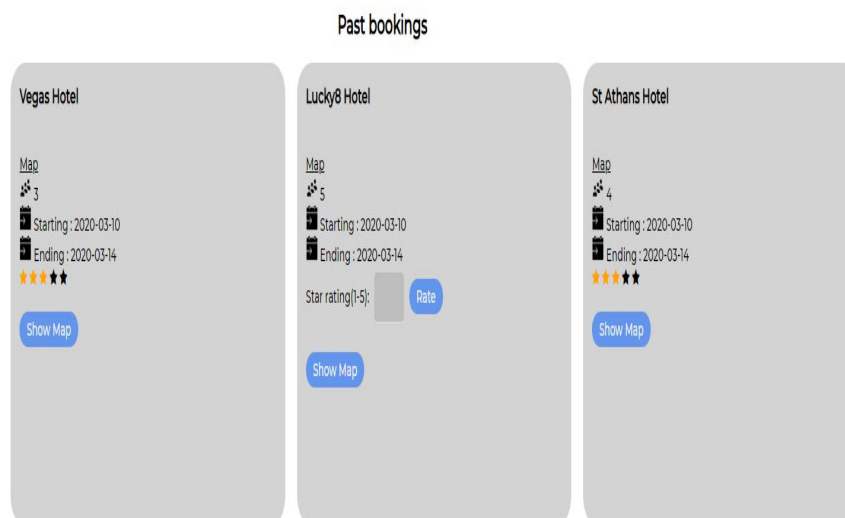 Past bookings
Vegas Hotel
Map
3
Starting : 2020-03-10
Ending : 2020-03-14
Show Map
Lucky8 Hotel
Map
5
Starting : 2020-03-10
Ending : 2020-03-14
Star rating(1-5):
Rate
Show Map
St Athans Hotel
Map
4
Starting : 2020-03-10
Ending : 2020-03-14
Show Map